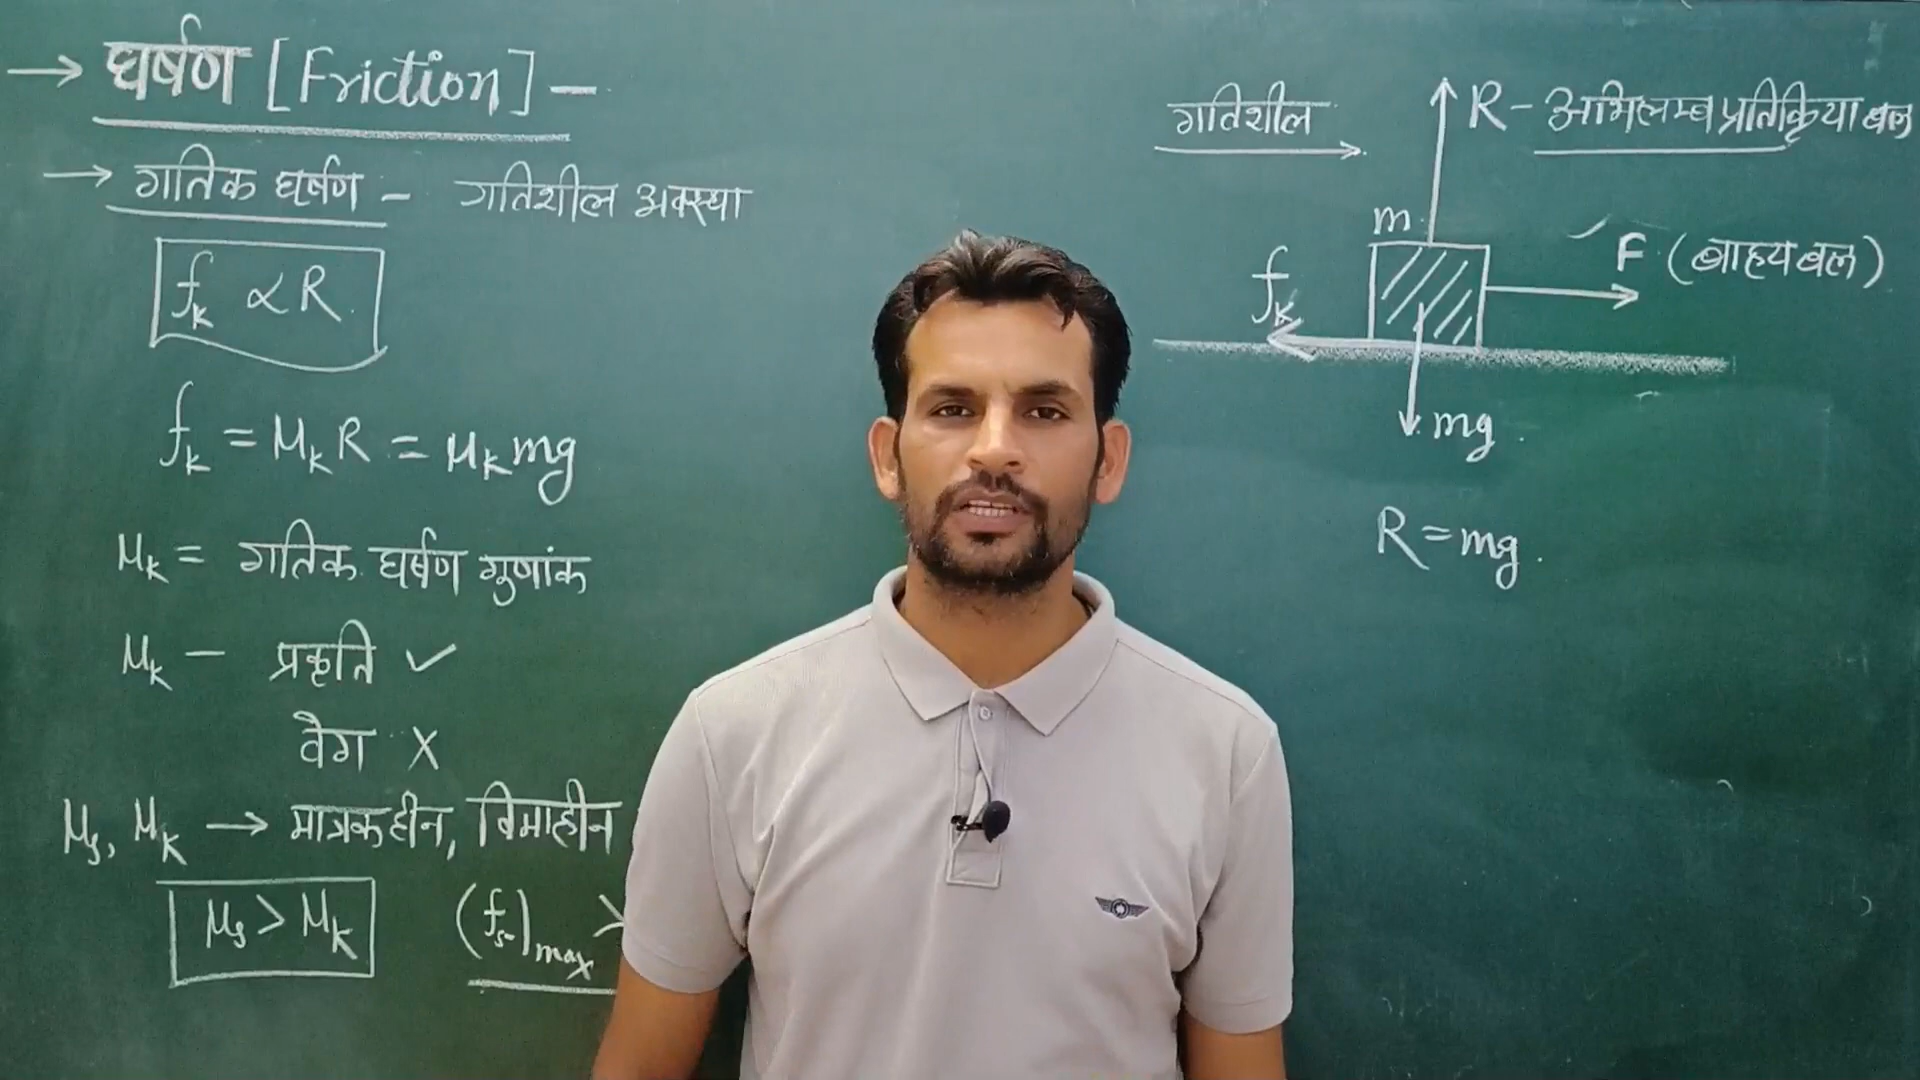 → घर्षण [Friction] -
→ गतिक घर्षण - गतिशील अवस्था
fₖ ∝ R
fₖ = μₖ R = μₖ mg
μₖ = गतिक घर्षण गुणांक
μₖ - प्रकृति ✓
वेग X
μₛ, μₖ → मात्रकहीन, विमाहीन
μₛ > μₖ
(fₛ)ₘₐₓ >
गतिशील
R - अभिलम्ब प्रतिक्रिया बल
m
F (बाहय बल)
fₖ
mg
R = mg